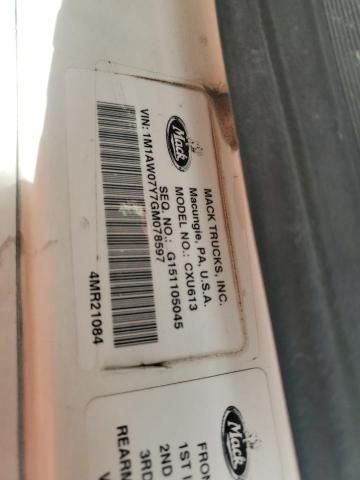 Mack
MACK TRUCKS, INC.
Macungie, PA, U.S.A.
MODEL NO.: CXU613
SEQ. NO.: G151105045
VIN: 1M1AW07Y7GM078597
4MR21084
Mack
FRON
1ST I
2ND
3RD
REARM